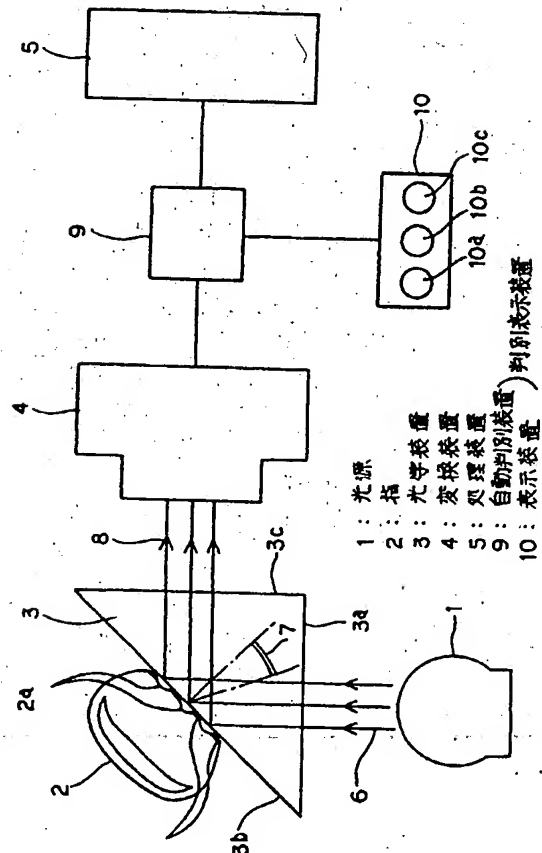 5
9
4
10
10a
10b
10c
8
3
3c
3a
7
2a
2
3b
6
1
1 : 光源
2 : 指
3 : 光学装置
4 : 変換装置
5 : 処理装置
9 : 自動判別装置
10 : 表示装置
) 判別表示装置